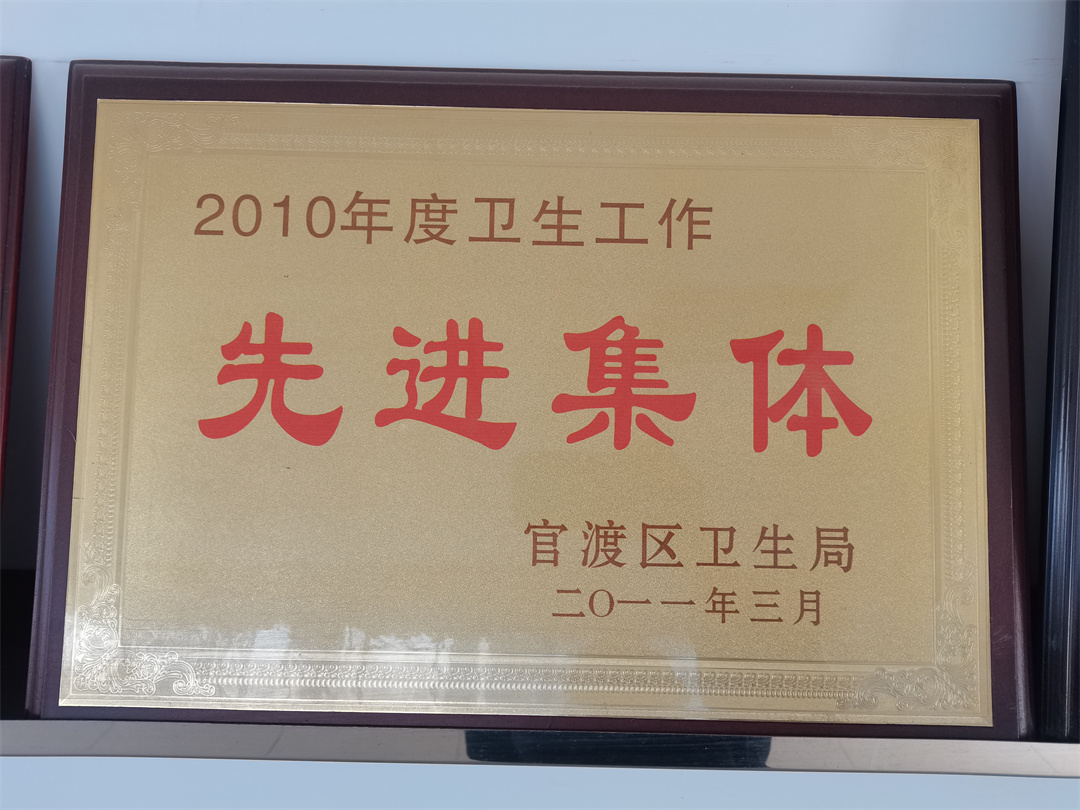 2010年度卫生工作
先进集体
官渡区卫生局
二〇一一年三月